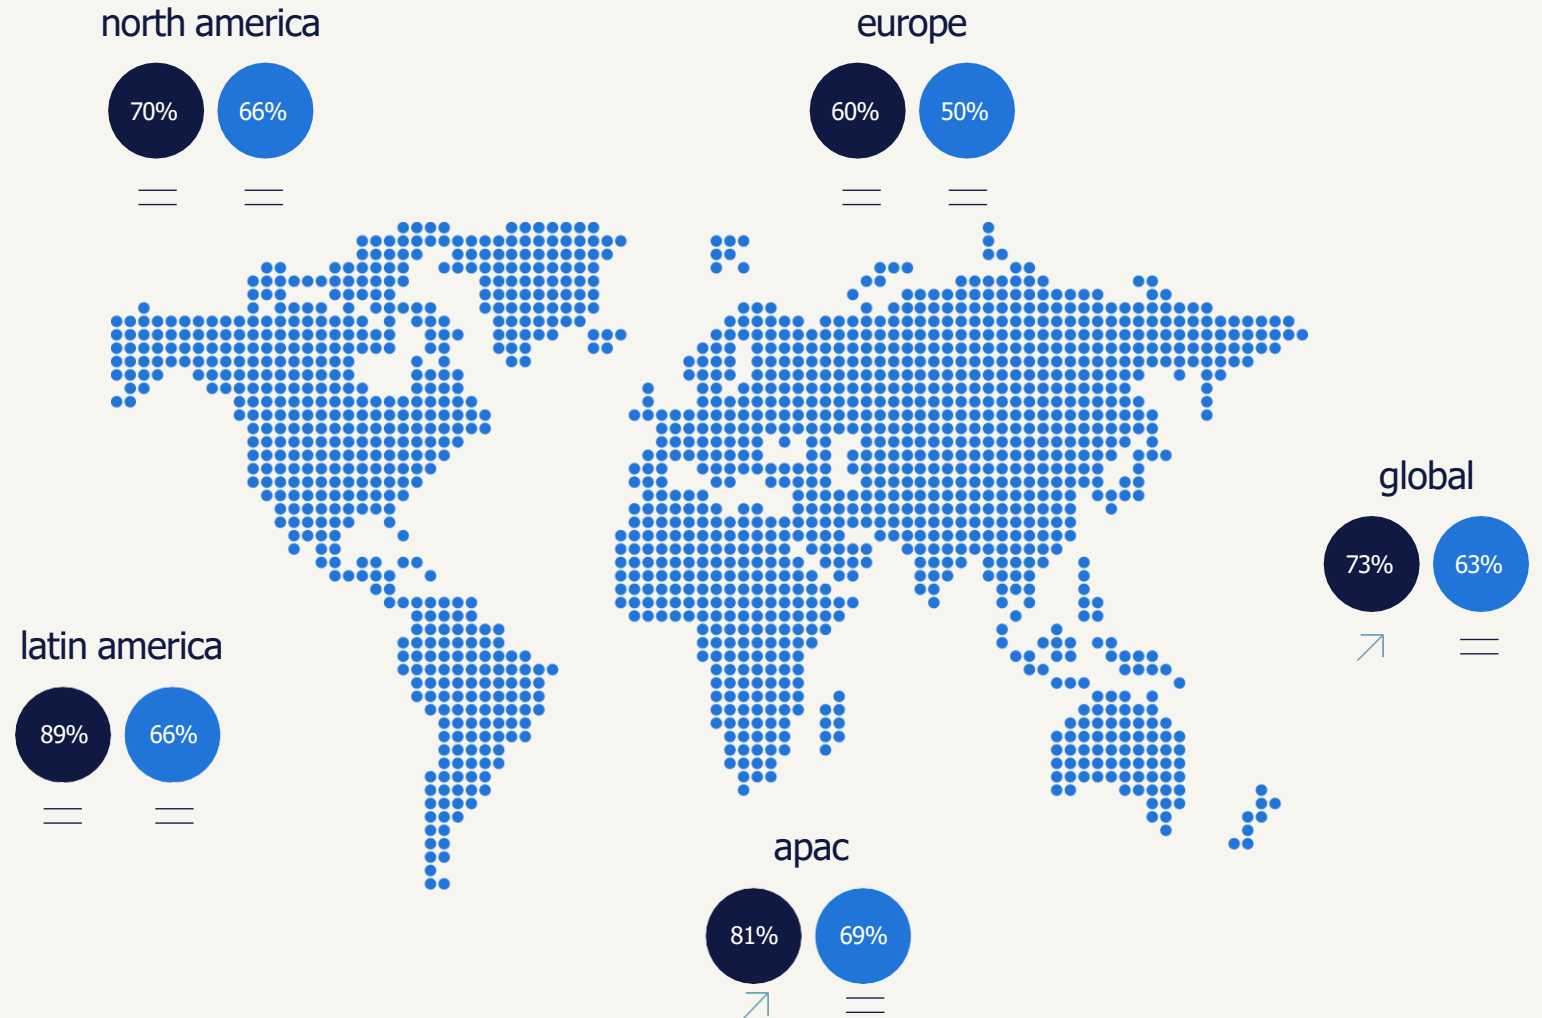 north america
70% 66%
europe
60% 50%
global
73% 63%
latin america
89% 66%
apac
81% 69%